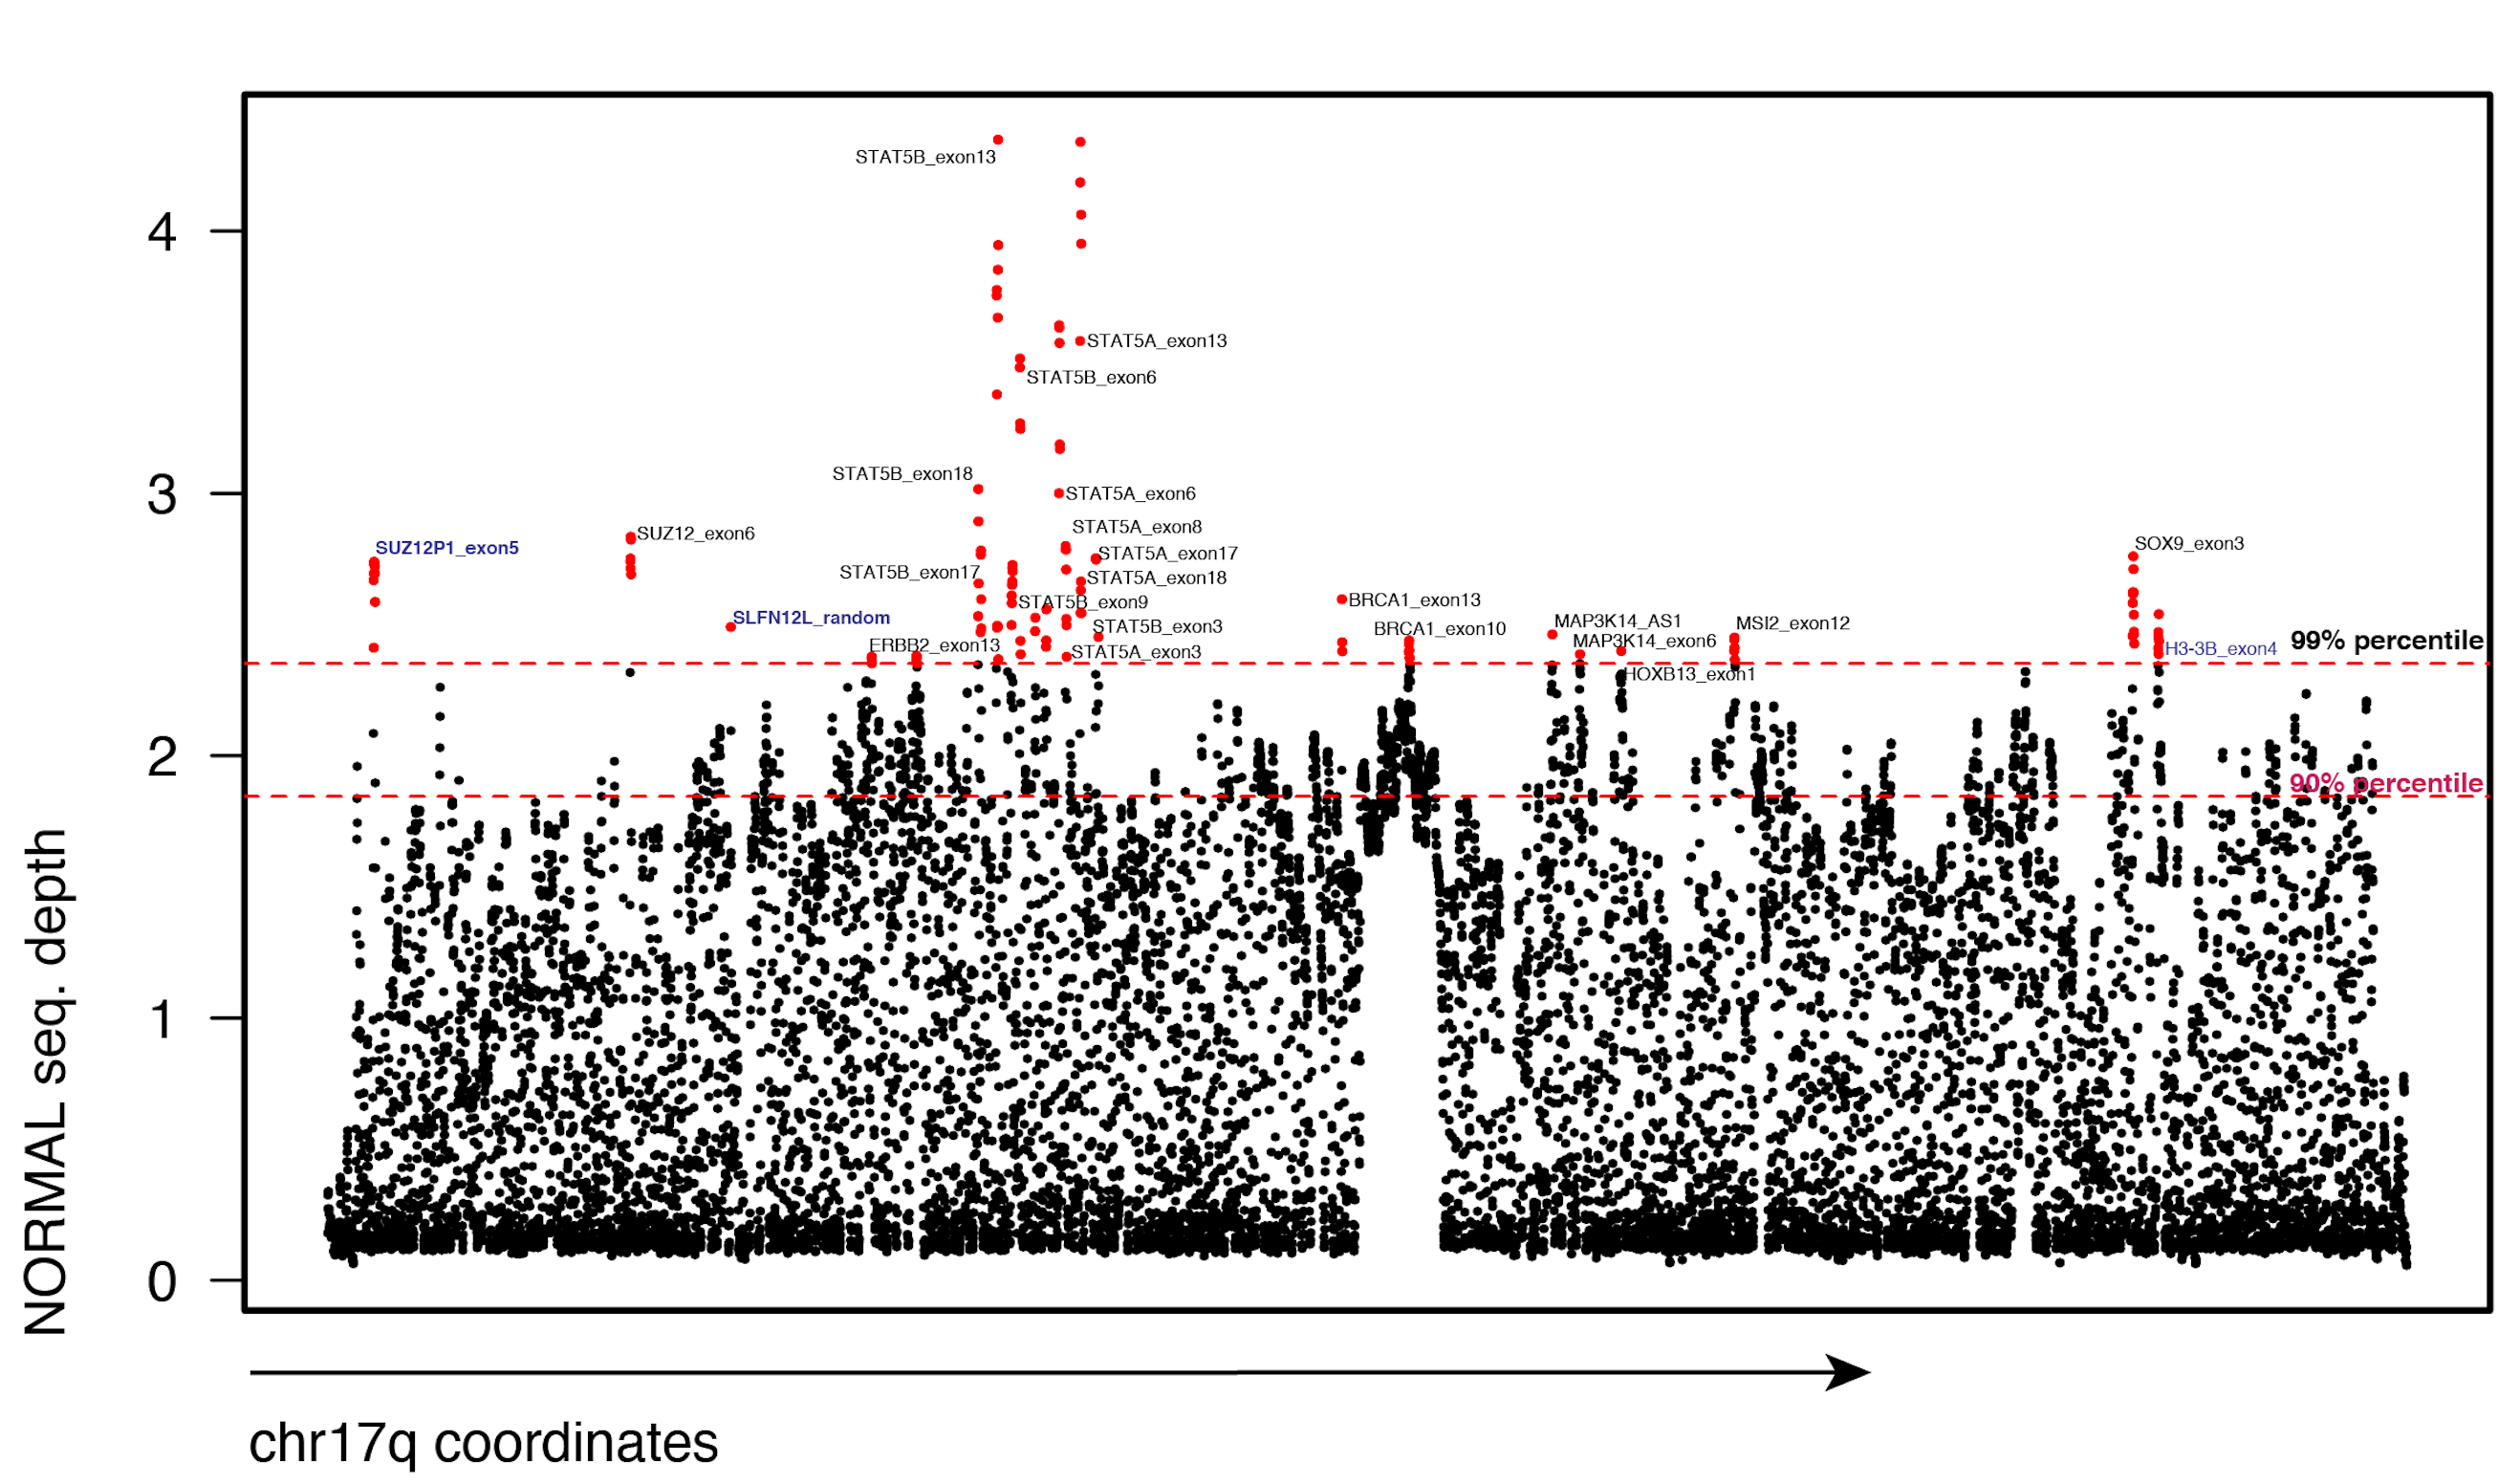 STAT5B_exon13
4
STAT5A_exon13
STAT5B_exon6
STAT5B_exon18
3
STAT5A_exon6
STAT5A_exon8
SUZ12_exon6
SOX9_exon3
SUZ12P1_exon5
STAT5A_exon17
STAT5B_exon17
STAT5A_exon18
BRCA1_exon13
STAT5B_exon9
SLFN12L_random
MAP3K14_AS1
MSI2_exon12
STAT5B_exon3
BRCA1_exon10
MAP3K14_exon6
99% percentile
ERBB2_exon13
H3-3B_exon4
STAT5A_exon3
HOXB13_exon1
2
90% percentile
1
0
NORMAL seq. depth
chr17q coordinates